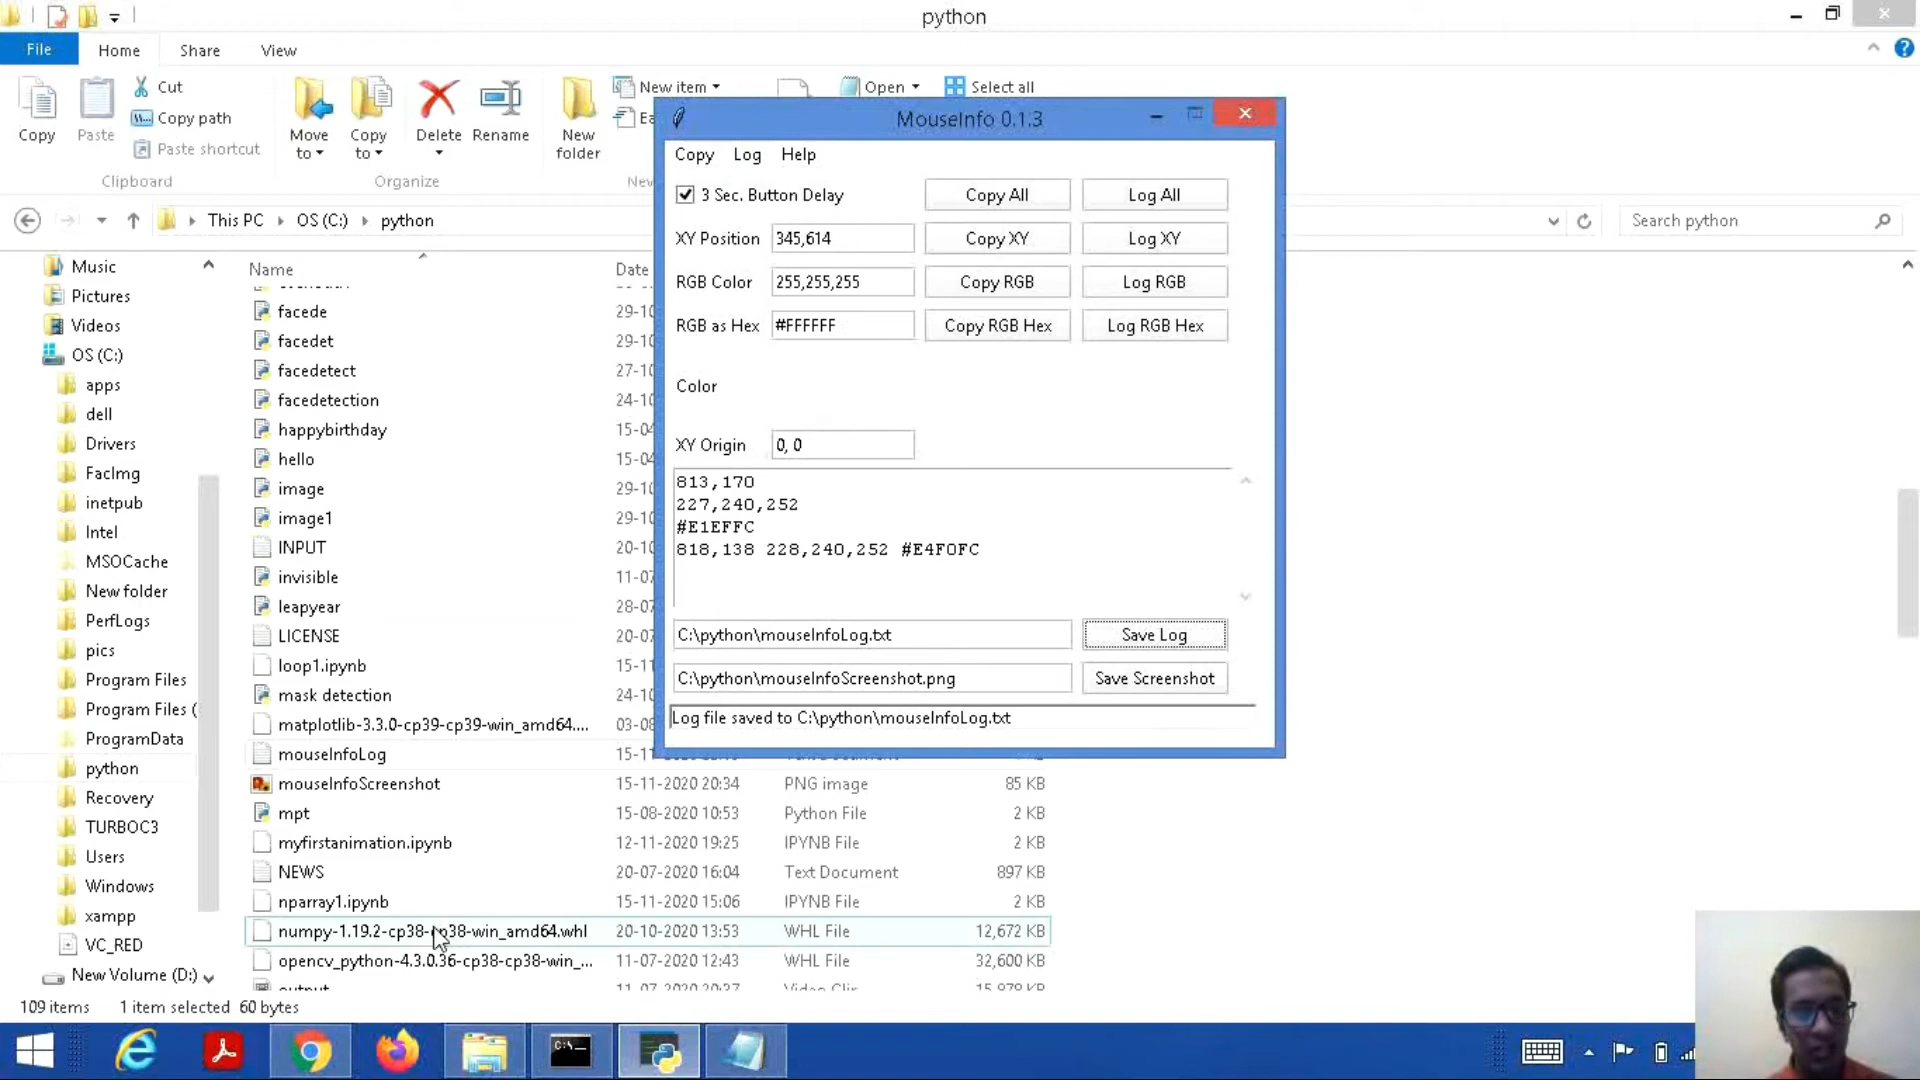 python
File
Home
Share
View
Copy
Paste
Cut
Copy path
Paste shortcut
Clipboard
Move to
Copy to
Delete
Rename
Organize
New folder
New item
Open
Select all
This PC
OS (C:)
python
Search python
Music
Pictures
Videos
OS (C:)
apps
dell
Drivers
FacImg
inetpub
Intel
MSOCache
New folder
PerfLogs
pics
Program Files
Program Files (
ProgramData
python
Recovery
TURBOC3
Users
Windows
xampp
VC_RED
New Volume (D:)
Name
Date
facede
facedet
facedetect
facedetection
happybirthday
hello
image
image1
INPUT
invisible
leapyear
LICENSE
loop1.ipynb
mask detection
matplotlib-3.3.0-cp39-cp39-win_amd64....
mouseInfoLog
mouseInfoScreenshot 15-11-2020 20:34 PNG image 85 KB
mpt 15-08-2020 10:53 Python File 2 KB
myfirstanimation.ipynb 12-11-2020 19:25 IPYNB File 2 KB
NEWS 20-07-2020 16:04 Text Document 897 KB
nparray1.ipynb 15-11-2020 15:06 IPYNB File 2 KB
numpy-1.19.2-cp38-cp38-win_amd64.whl 20-10-2020 13:53 WHL File 12,672 KB
opencv_python-4.3.0.36-cp38-cp38-win_... 11-07-2020 12:43 WHL File 32,600 KB
109 items 1 item selected 60 bytes
MouseInfo 0.1.3
Copy Log Help
3 Sec. Button Delay Copy All Log All
XY Position 345,614 Copy XY Log XY
RGB Color 255,255,255 Copy RGB Log RGB
RGB as Hex #FFFFFF Copy RGB Hex Log RGB Hex
Color
XY Origin 0, 0
813,170
227,240,252
#E1EFFC
818,138 228,240,252 #E4F0FC
C:\python\mouseInfoLog.txt Save Log
C:\python\mouseInfoScreenshot.png Save Screenshot
Log file saved to C:\python\mouseInfoLog.txt